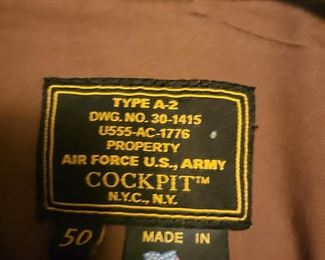 TYPE A-2
DWG. NO. 30-1415
U555-AC-1776
PROPERTY
AIR FORCE U.S., ARMY
COCKPIT™
N.Y.C., N.Y.
50
MADE IN